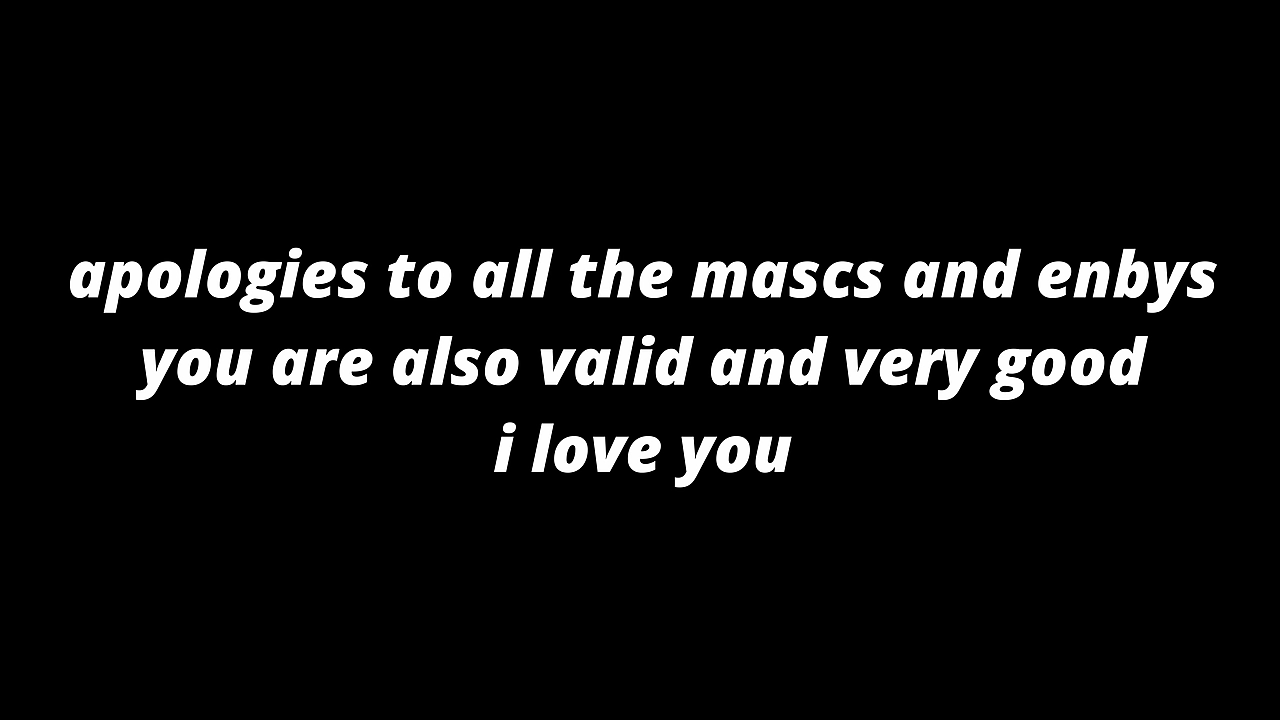 apologies to all the mascs and enbys
you are also valid and very good
i love you